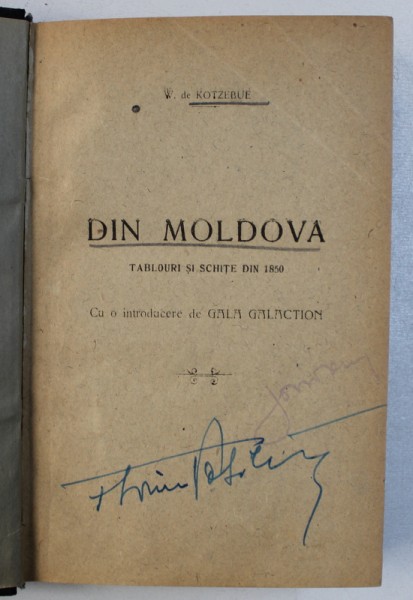 W. de KOTZEBUE
DIN MOLDOVA
TABLOURI ȘI SCHIȚE DIN 1850
Cu o introducere de GALA GALACTION